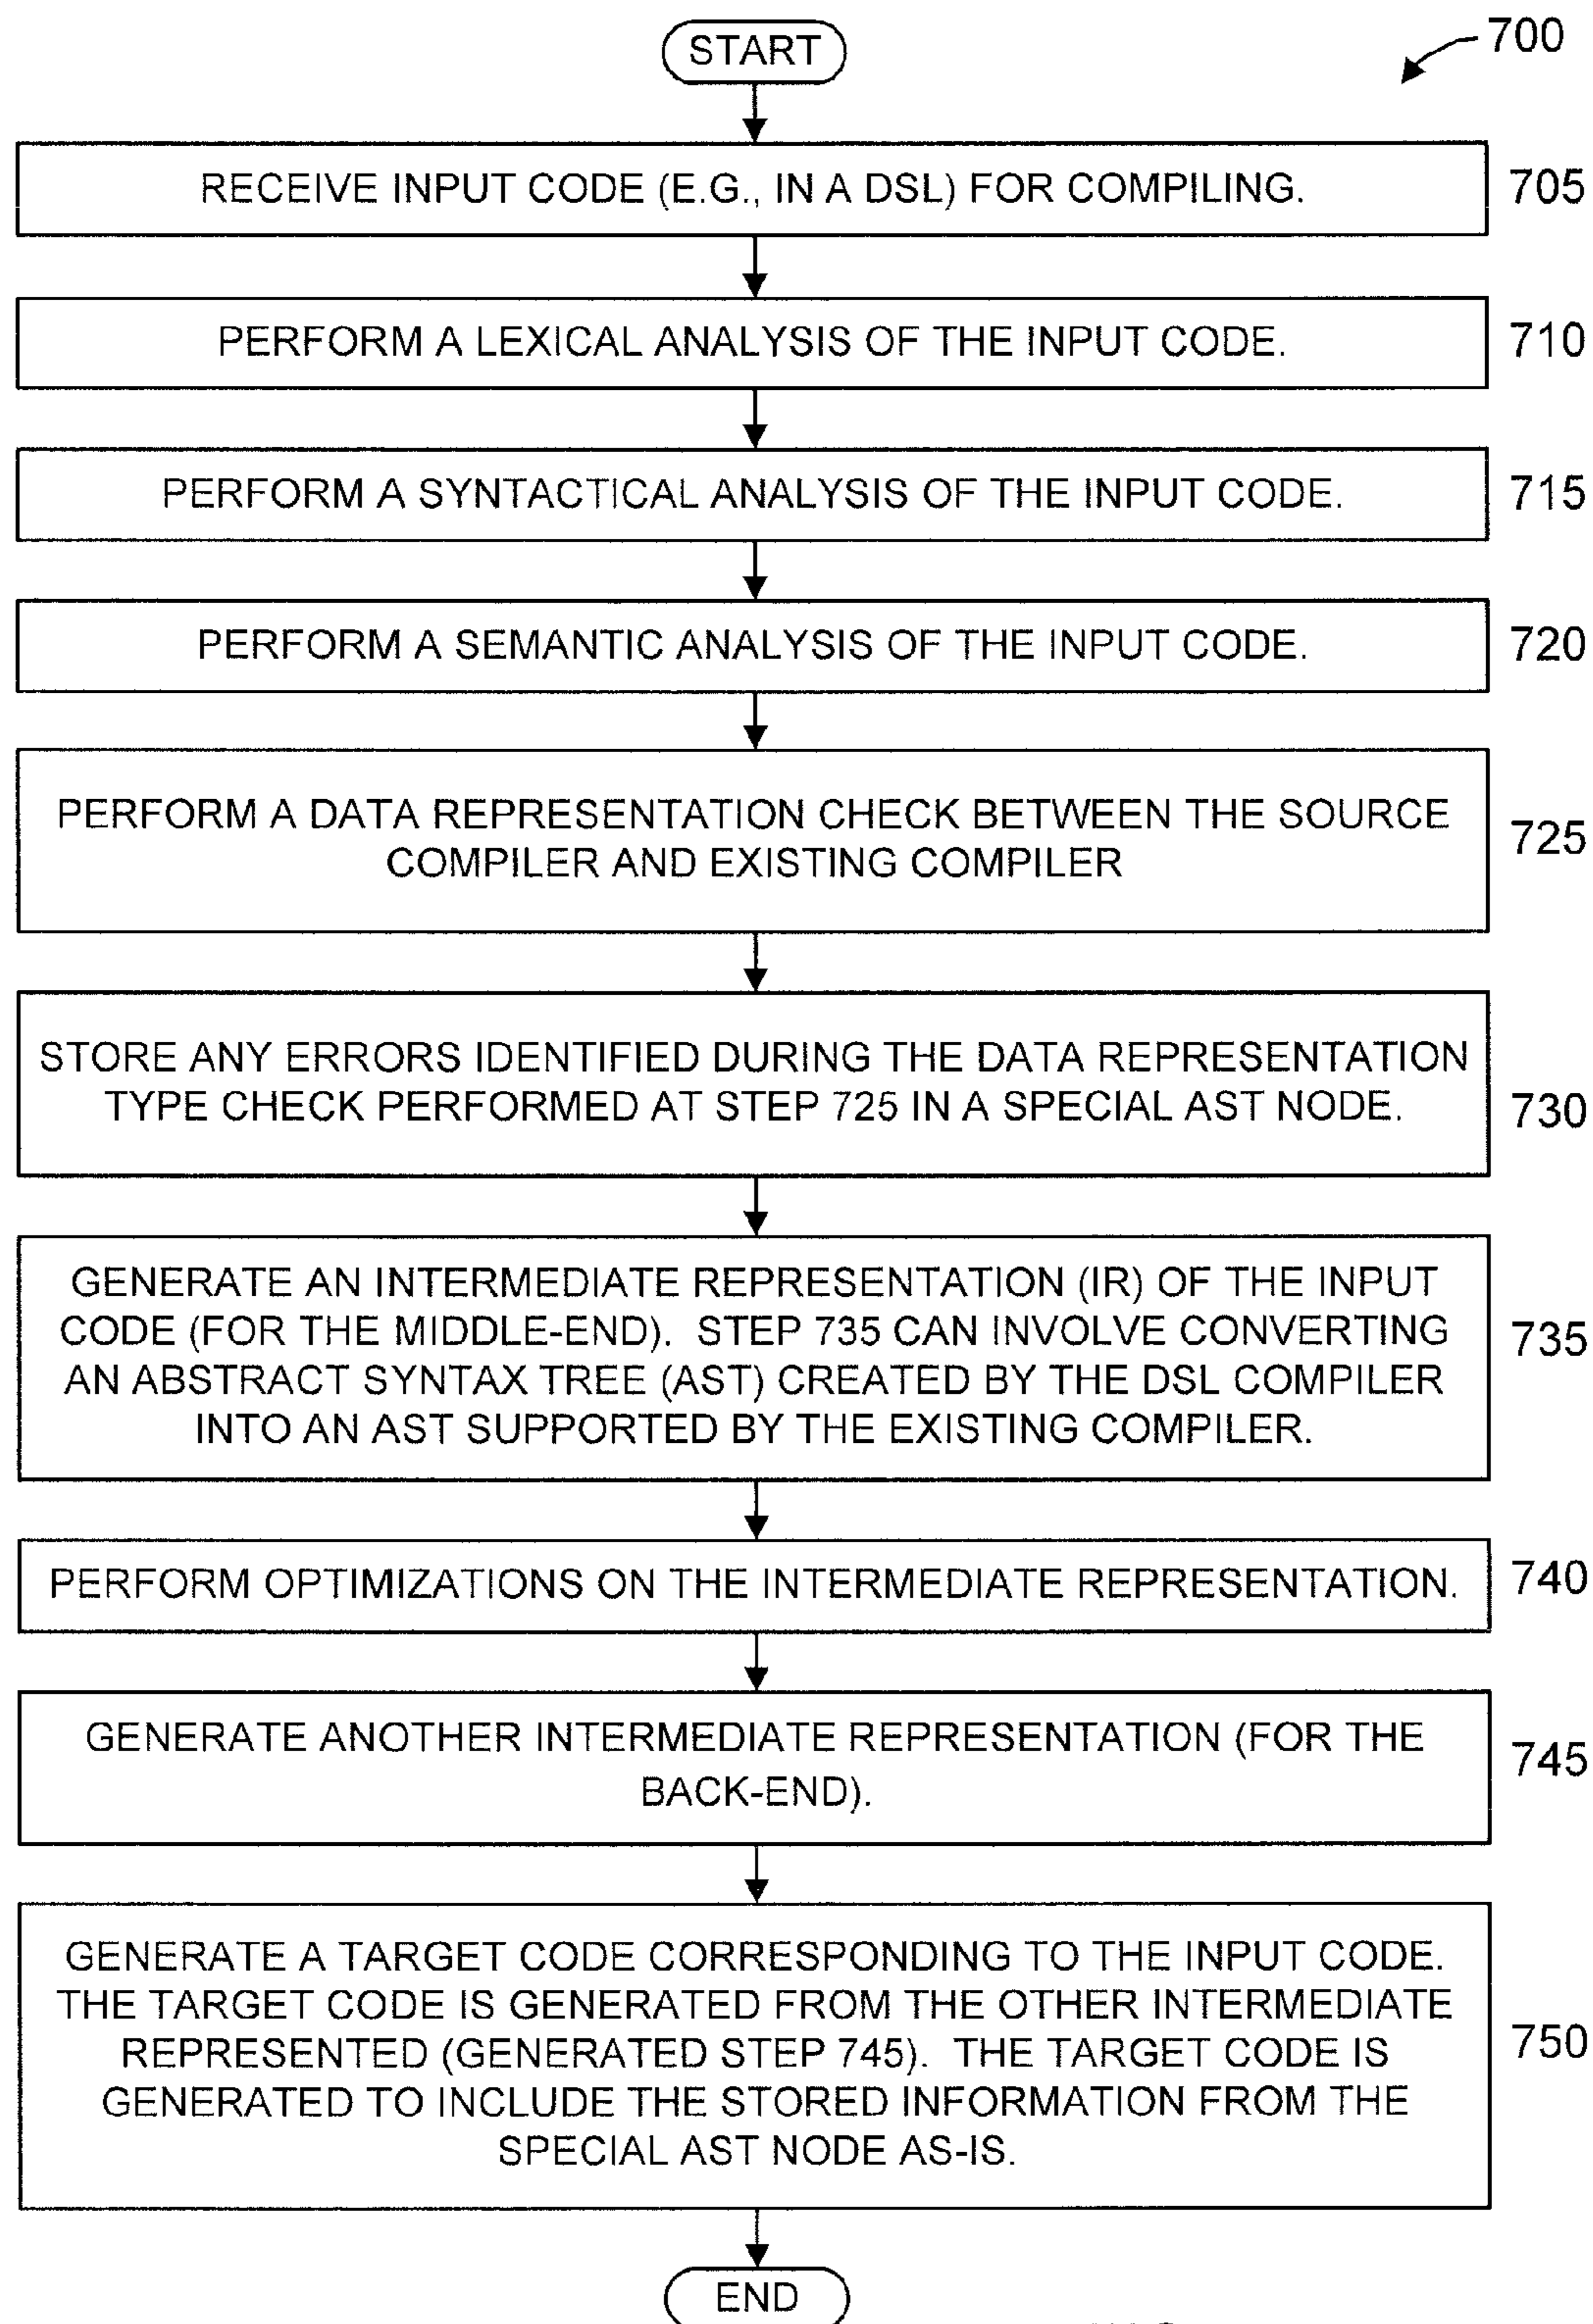 START
700
RECEIVE INPUT CODE (E.G., IN A DSL) FOR COMPILING.
705
PERFORM A LEXICAL ANALYSIS OF THE INPUT CODE.
710
PERFORM A SYNTACTICAL ANALYSIS OF THE INPUT CODE.
715
PERFORM A SEMANTIC ANALYSIS OF THE INPUT CODE.
720
PERFORM A DATA REPRESENTATION CHECK BETWEEN THE SOURCE
COMPILER AND EXISTING COMPILER
725
STORE ANY ERRORS IDENTIFIED DURING THE DATA REPRESENTATION
TYPE CHECK PERFORMED AT STEP 725 IN A SPECIAL AST NODE.
730
GENERATE AN INTERMEDIATE REPRESENTATION (IR) OF THE INPUT
CODE (FOR THE MIDDLE-END). STEP 735 CAN INVOLVE CONVERTING
AN ABSTRACT SYNTAX TREE (AST) CREATED BY THE DSL COMPILER
INTO AN AST SUPPORTED BY THE EXISTING COMPILER.
735
PERFORM OPTIMIZATIONS ON THE INTERMEDIATE REPRESENTATION.
740
GENERATE ANOTHER INTERMEDIATE REPRESENTATION (FOR THE
BACK-END).
745
GENERATE A TARGET CODE CORRESPONDING TO THE INPUT CODE.
THE TARGET CODE IS GENERATED FROM THE OTHER INTERMEDIATE
REPRESENTED (GENERATED STEP 745). THE TARGET CODE IS
GENERATED TO INCLUDE THE STORED INFORMATION FROM THE
SPECIAL AST NODE AS-IS.
750
END